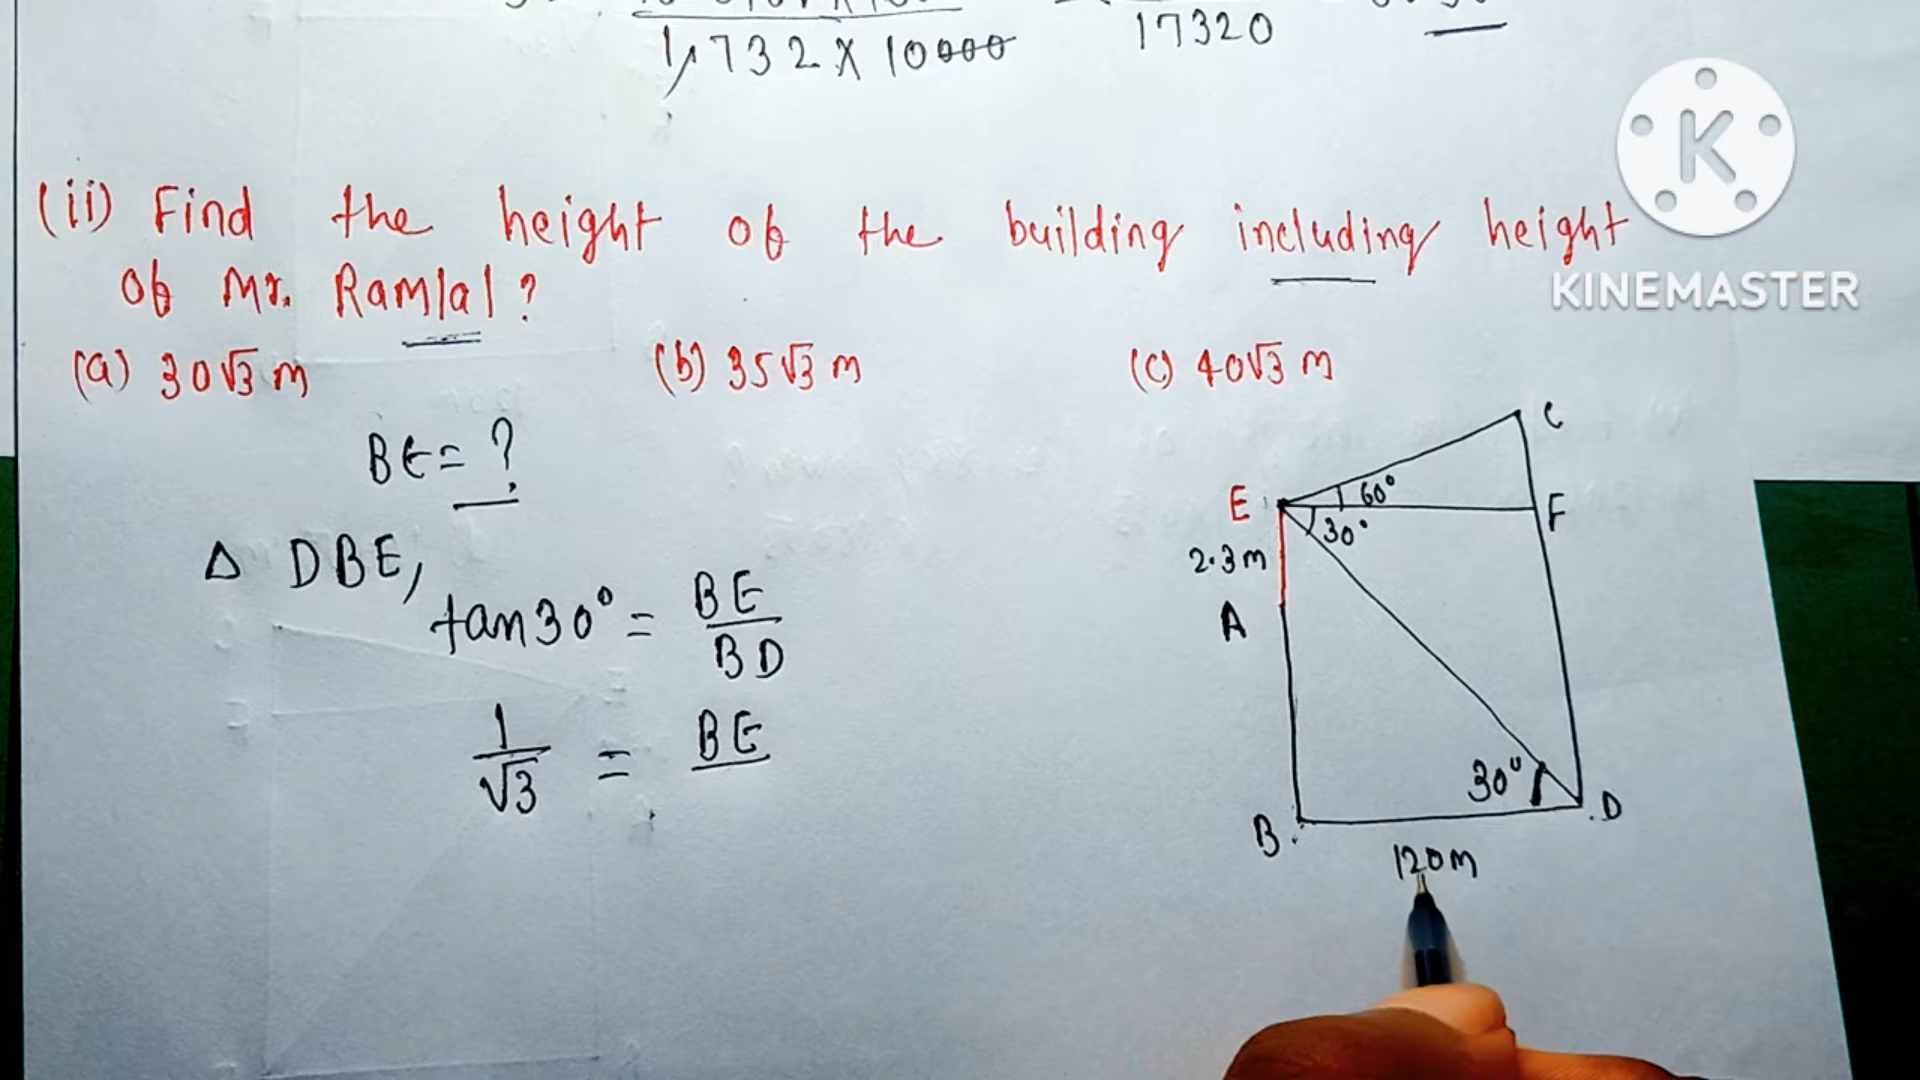 1.732 X 10000
17320
K
KINEMASTER
(ii) Find the height of the building including height
of Mr. Ramlal ?
(a) 30√3 m (b) 35√3 m (c) 40√3 m
BE = ?
Δ DBE,
tan30° = BE/BD
1/√3 = BE
C
E 60° F
30°
2.3m
A
30°
B D
120m